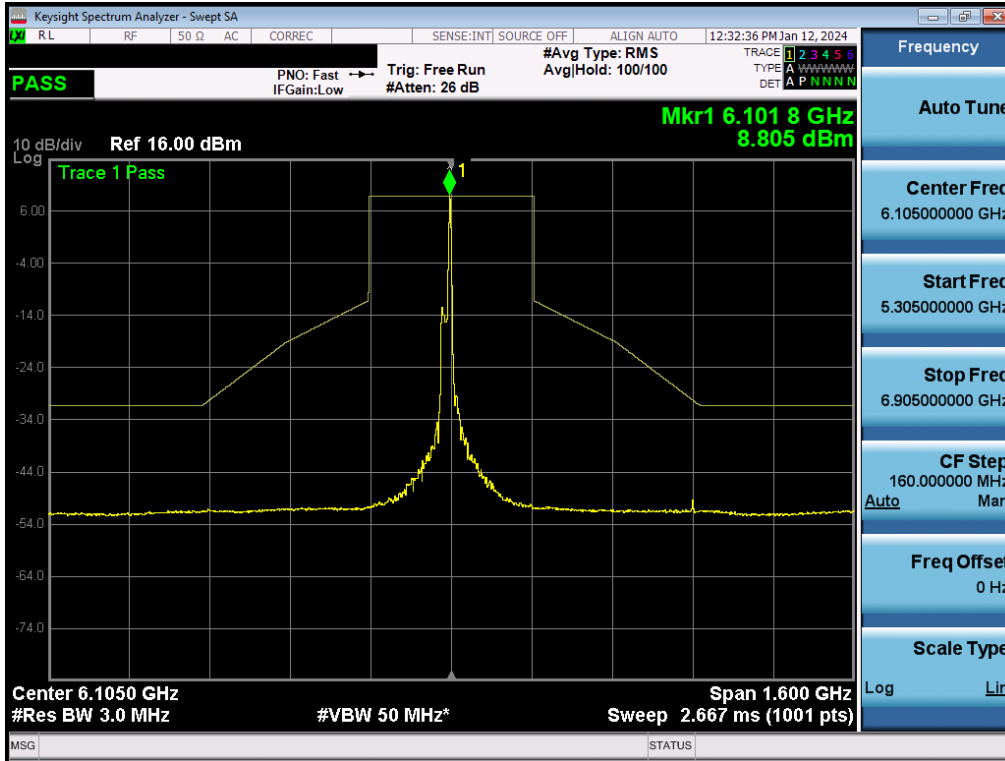 Keysight Spectrum Analyzer - Swept SA
LXI RL RF 50 Ω AC CORREC SENSE:INT SOURCE OFF ALIGN AUTO 12:32:36 PM Jan 12, 2024
PASS
PNO: Fast
IFGain:Low
Trig: Free Run
#Atten: 26 dB
#Avg Type: RMS
Avg|Hold: 100/100
TRACE 1 2 3 4 5 6
TYPE A WWWWW
DET A P N N N N
Mkr1 6.101 8 GHz
8.805 dBm
10 dB/div Ref 16.00 dBm
Log
Trace 1 Pass
1
6.00
-4.00
-14.0
-24.0
-34.0
-44.0
-54.0
-64.0
-74.0
Center 6.1050 GHz Span 1.600 GHz
#Res BW 3.0 MHz #VBW 50 MHz* Sweep 2.667 ms (1001 pts)
MSG STATUS
Frequency
Auto Tune
Center Freq
6.105000000 GHz
Start Freq
5.305000000 GHz
Stop Freq
6.905000000 GHz
CF Step
160.000000 MHz
Auto Man
Freq Offset
0 Hz
Scale Type
Log Lin